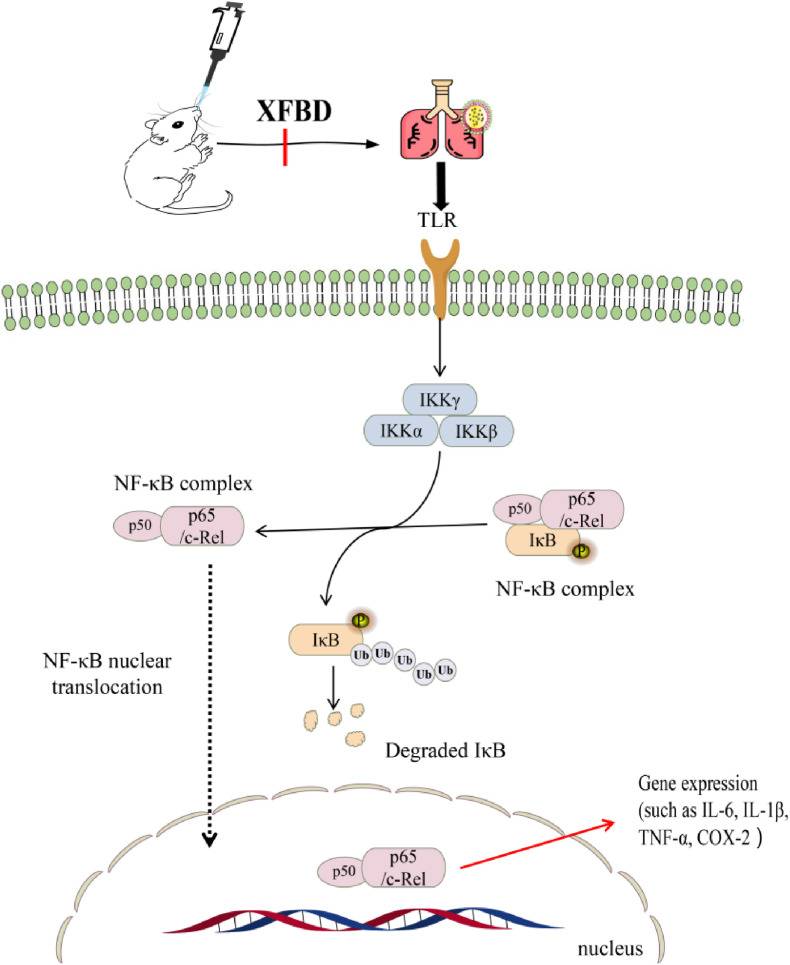 XFBD
TLR
IKKγ
IKKα
IKKβ
NF-κB complex
p50
p65
/c-Rel
p50
p65
/c-Rel
IκB
P
NF-κB complex
P
IκB
Ub
Ub
Ub
Ub
Ub
NF-κB nuclear
translocation
Degraded IκB
Gene expression
(such as IL-6, IL-1β,
TNF-α, COX-2 )
p50
p65
/c-Rel
nucleus